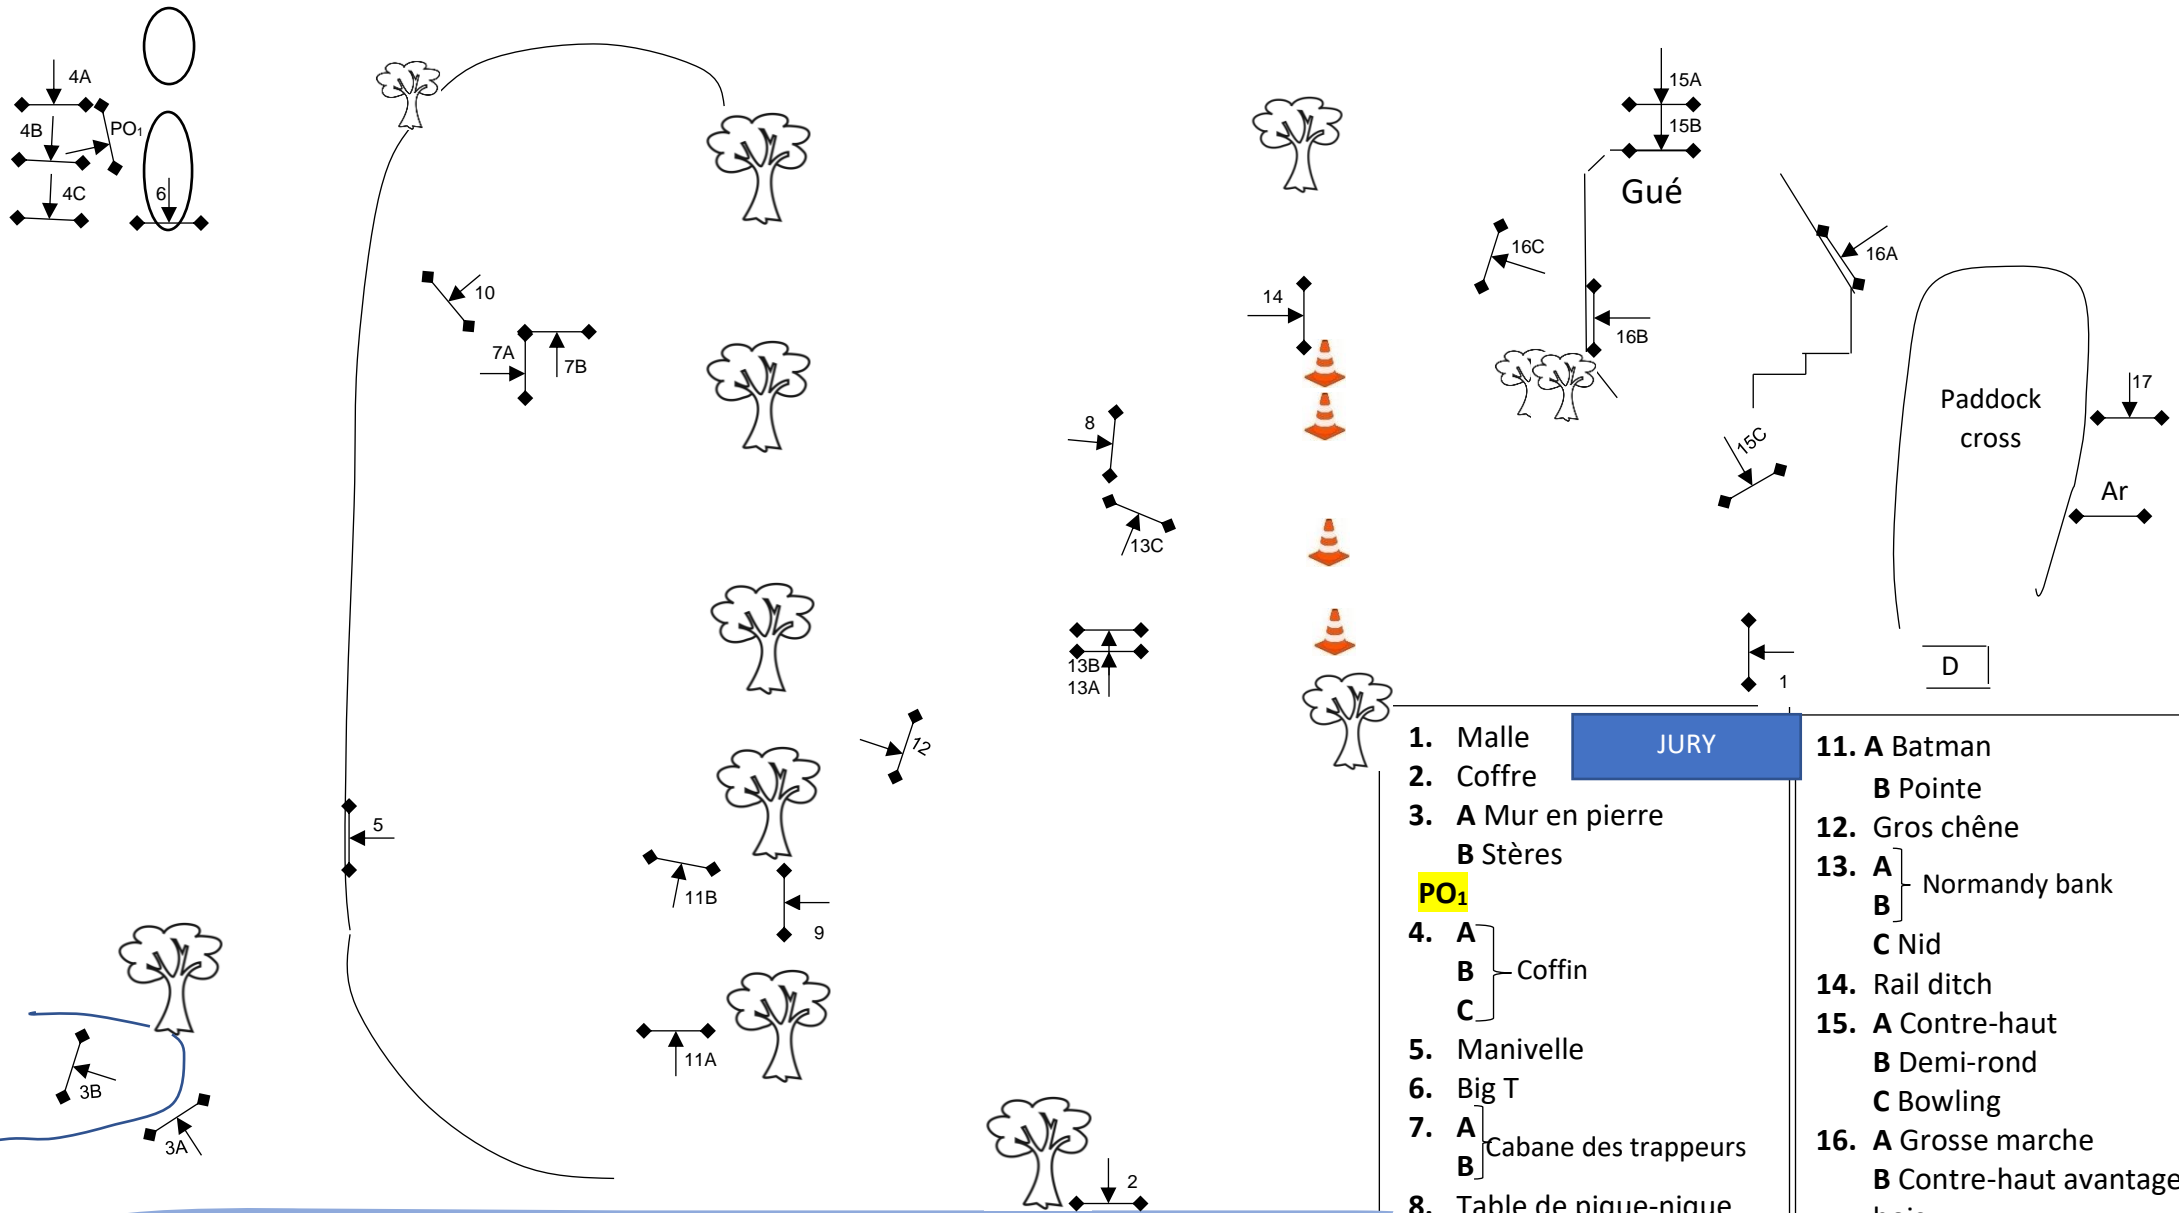 4A
15A
4B
PO₁
15B
4C
6
Gué
16C
16A
10
14
7A
7B
16B
17
8
Paddock
cross
15C
Ar
13C
13B
13A
D
1
12
5
11B
9
3B
11A
3A
2
JURY
1. Malle
2. Coffre
3. A Mur en pierre
B Stères
PO₁
4. A
B
C
Coffin
5. Manivelle
6. Big T
7. A
B
Cabane des trappeurs
8. Table de pique-nique
11. A Batman
B Pointe
12. Gros chêne
13. A
B
Normandy bank
C Nid
14. Rail ditch
15. A Contre-haut
B Demi-rond
C Bowling
16. A Grosse marche
B Contre-haut avantage